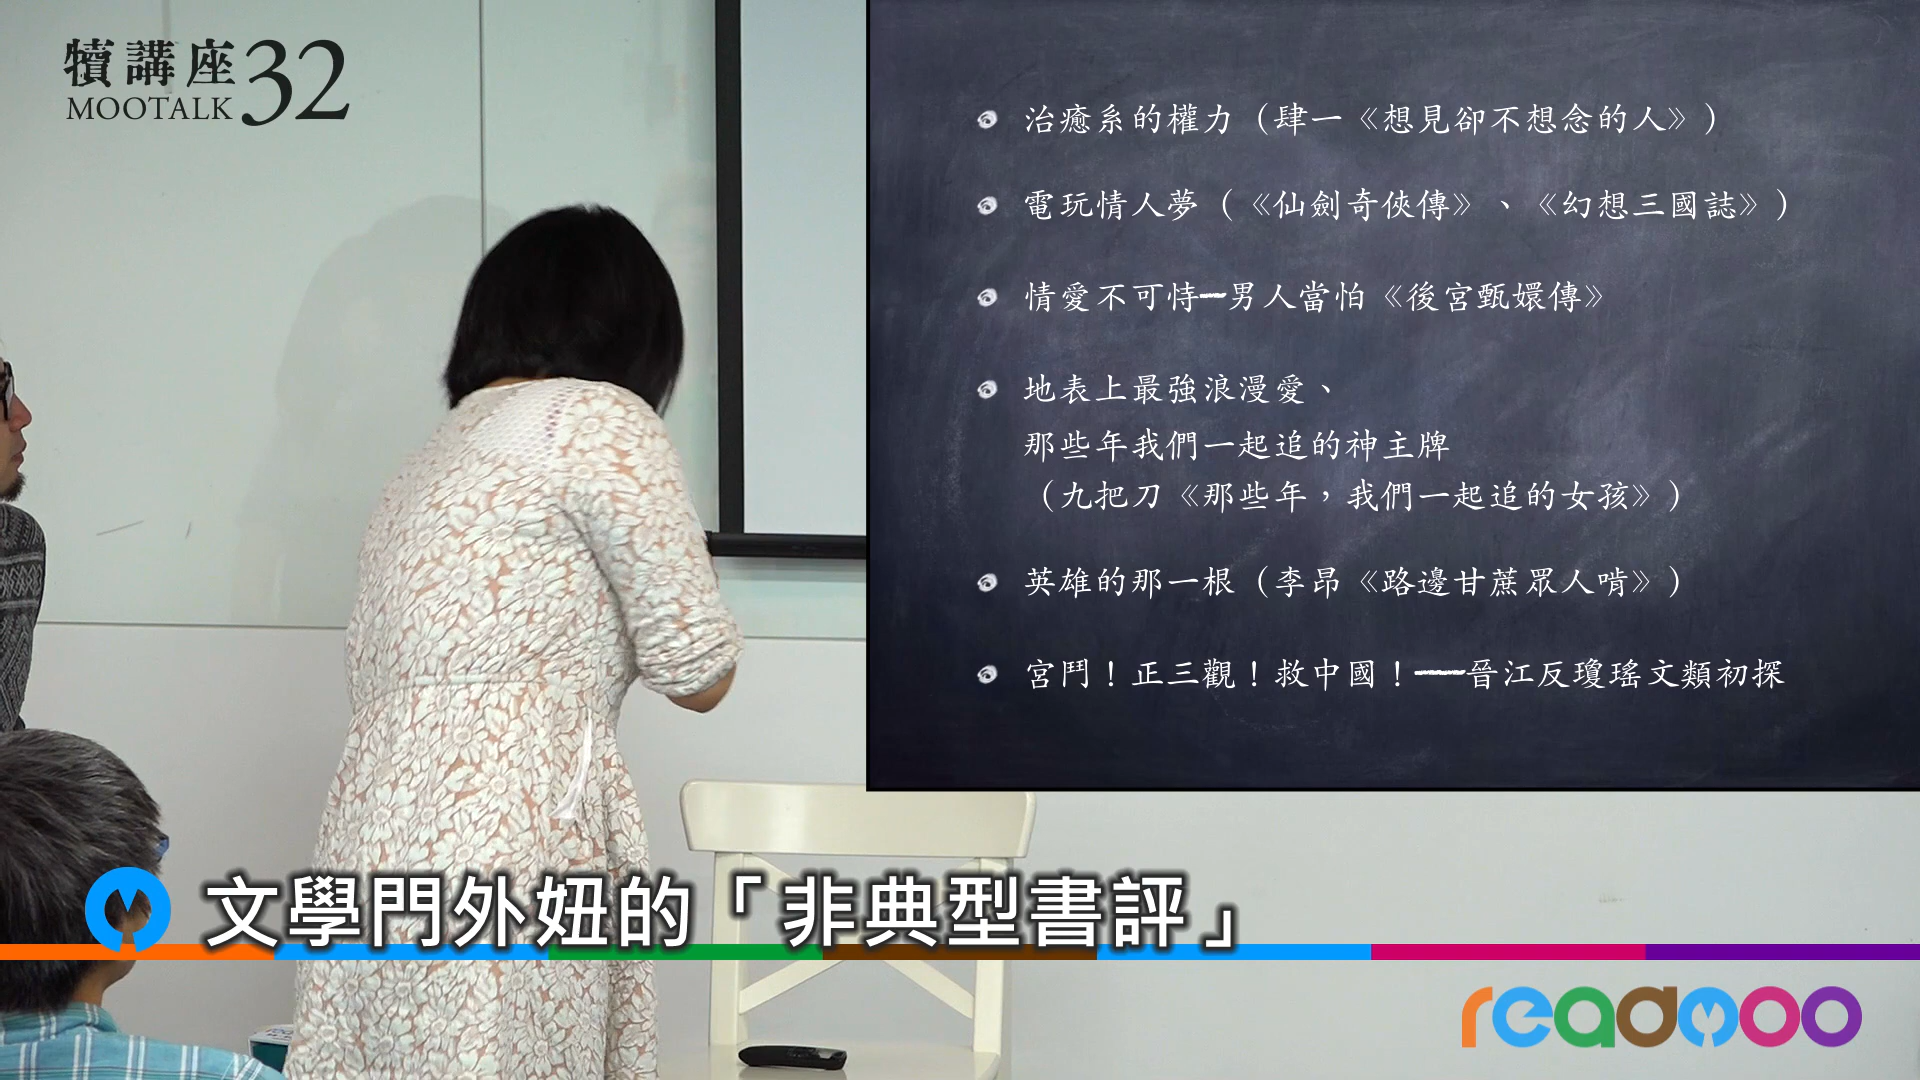 犢講座32
MOOTALK
治癒系的權力（肆一《想見卻不想念的人》）
電玩情人夢（《仙劍奇俠傳》、《幻想三國誌》）
情愛不可恃—男人當怕《後宮甄嬛傳》
地表上最強浪漫愛、
那些年我們一起追的神主牌
（九把刀《那些年，我們一起追的女孩》）
英雄的那一根（李昂《路邊甘蔗眾人啃》）
宮鬥！正三觀！救中國！——晉江反瓊瑤文類初探
文學門外妞的「非典型書評」
readmoo